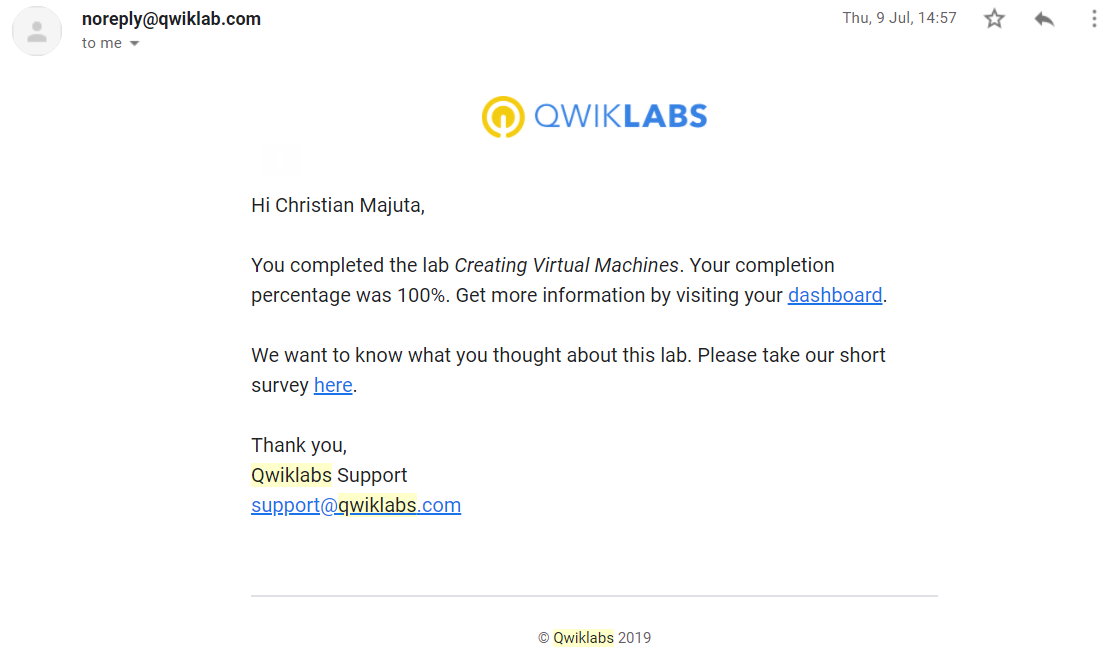 noreply@qwiklab.com
Thu, 9 Jul, 14:57
to me
QWIKLABS
Hi Christian Majuta,
You completed the lab Creating Virtual Machines. Your completion
percentage was 100%. Get more information by visiting your dashboard.
We want to know what you thought about this lab. Please take our short
survey here.
Thank you,
Qwiklabs Support
support@qwiklabs.com
© Qwiklabs 2019